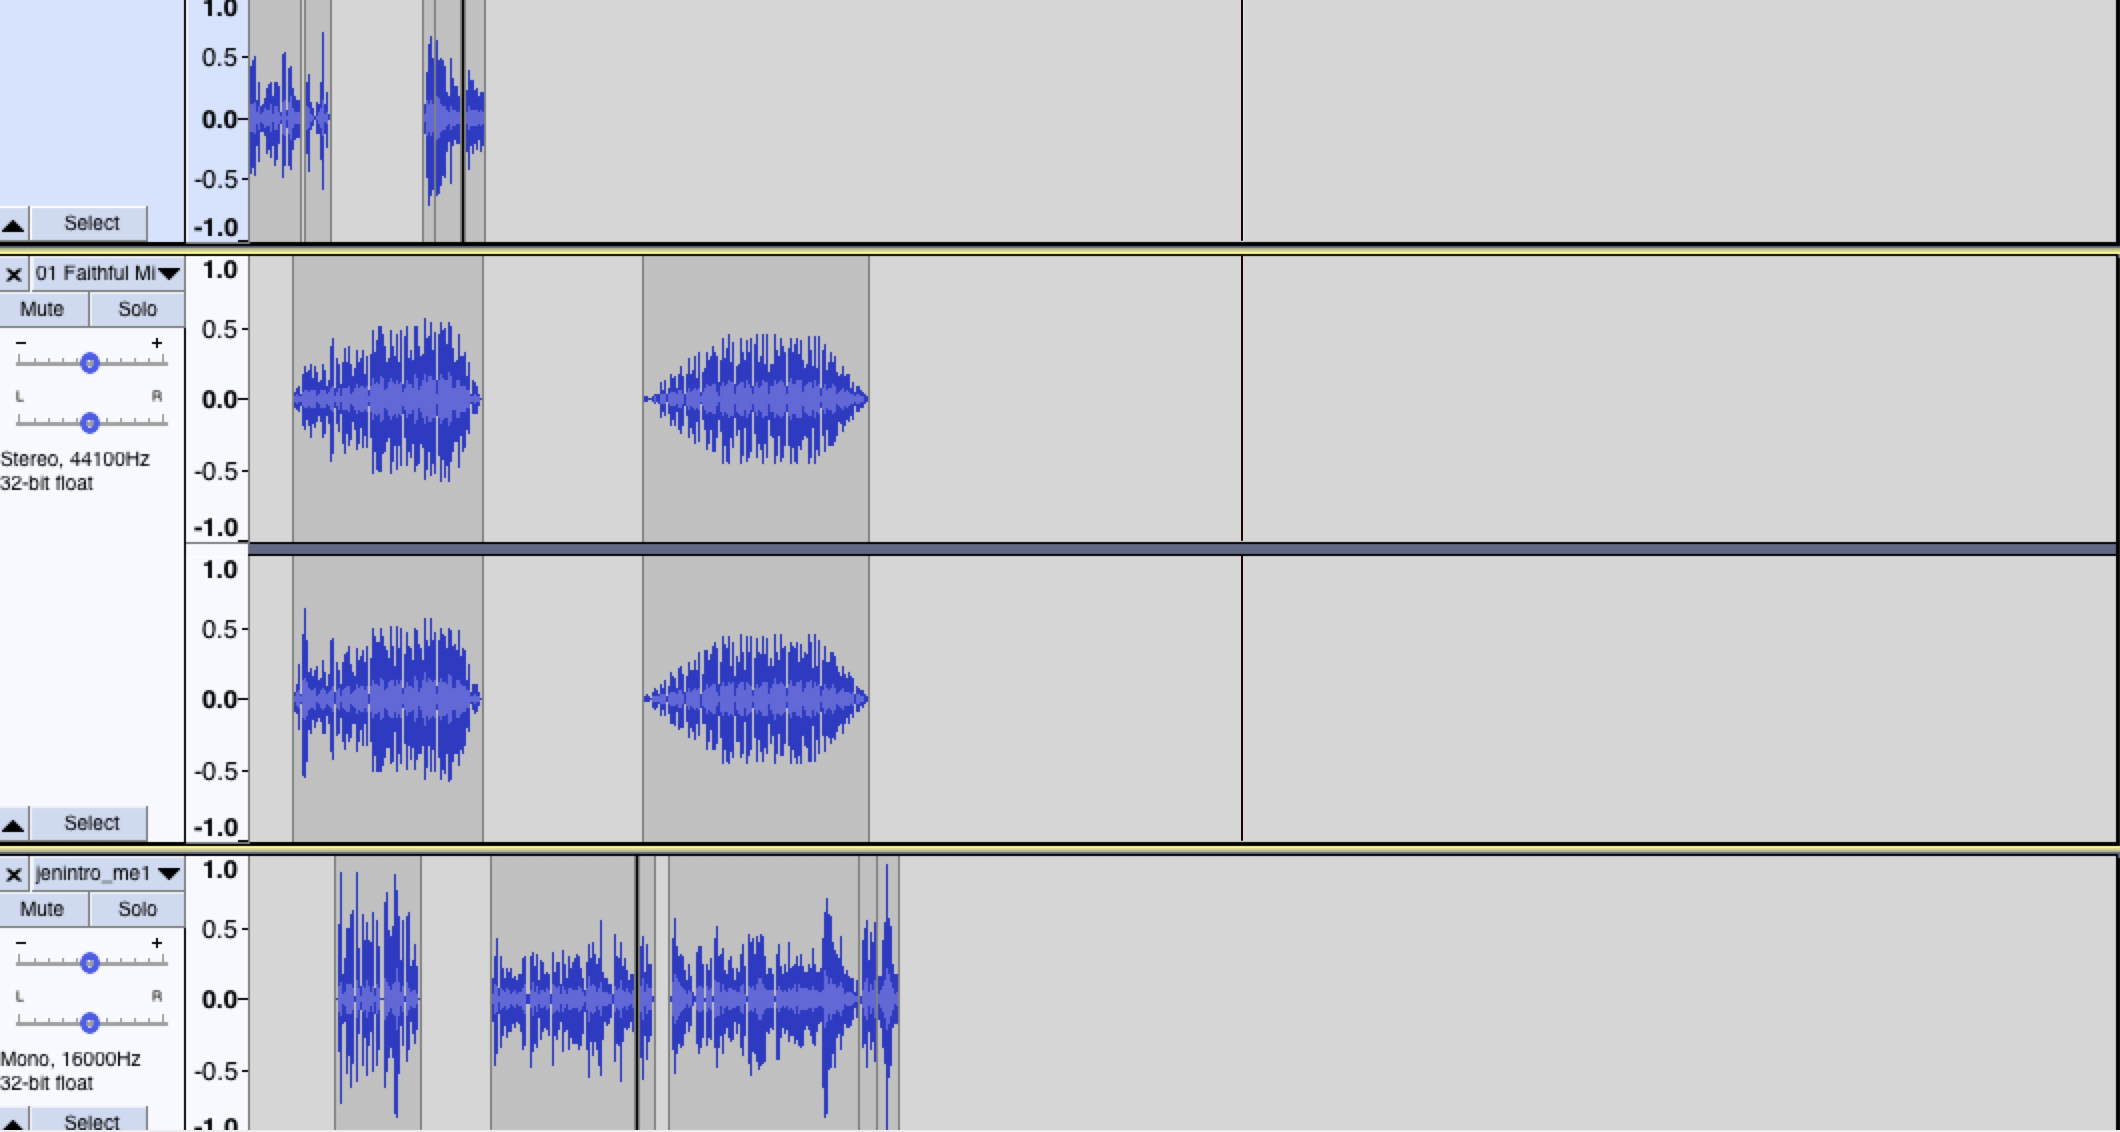 1.0
0.5-
0.0-
-0.5-
-1.0
Select
01 Faithful Mi
Mute Solo
- +
L R
Stereo, 44100Hz
32-bit float
1.0
0.5-
0.0-
-0.5-
-1.0
1.0
0.5-
0.0-
-0.5-
-1.0
Select
jenintro_me1
Mute Solo
- +
L R
Mono, 16000Hz
32-bit float
Select
1.0
0.5-
0.0-
-0.5-
-1.0